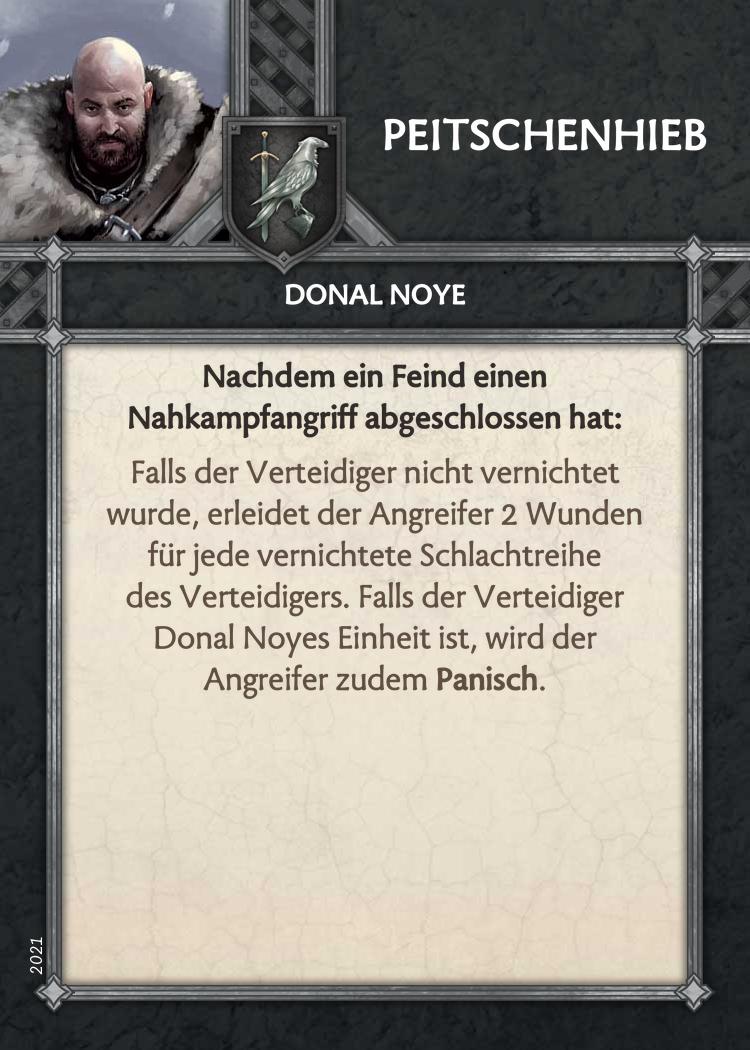 PEITSCHENHIEB
DONAL NOYE
Nachdem ein Feind einen
Nahkampfangriff abgeschlossen hat:
Falls der Verteidiger nicht vernichtet
wurde, erleidet der Angreifer 2 Wunden
für jede vernichtete Schlachtreihe
des Verteidigers. Falls der Verteidiger
Donal Noyes Einheit ist, wird der
Angreifer zudem Panisch.
2021